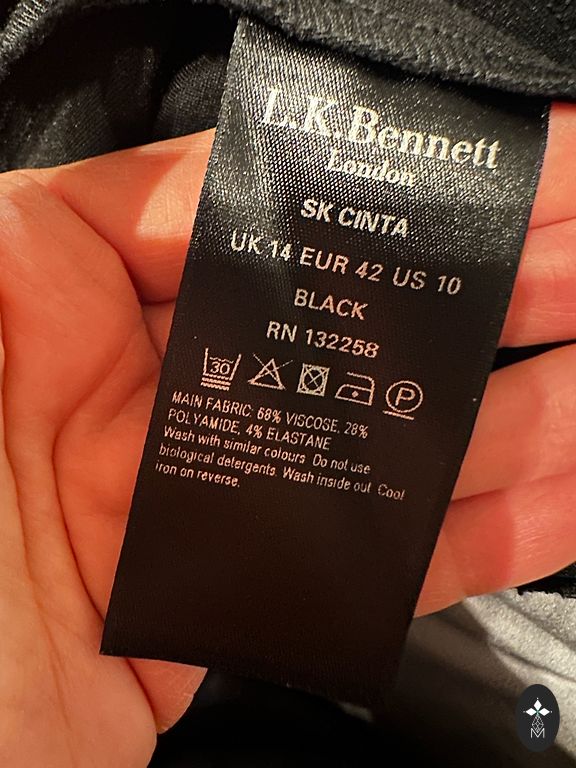 L.K.Bennett
London
SK CINTA
UK 14 EUR 42 US 10
BLACK
RN 132258
30 P
MAIN FABRIC: 68% VISCOSE, 28%
POLYAMIDE, 4% ELASTANE
Wash with similar colours. Do not use
biological detergents. Wash inside out. Cool
iron on reverse.
M